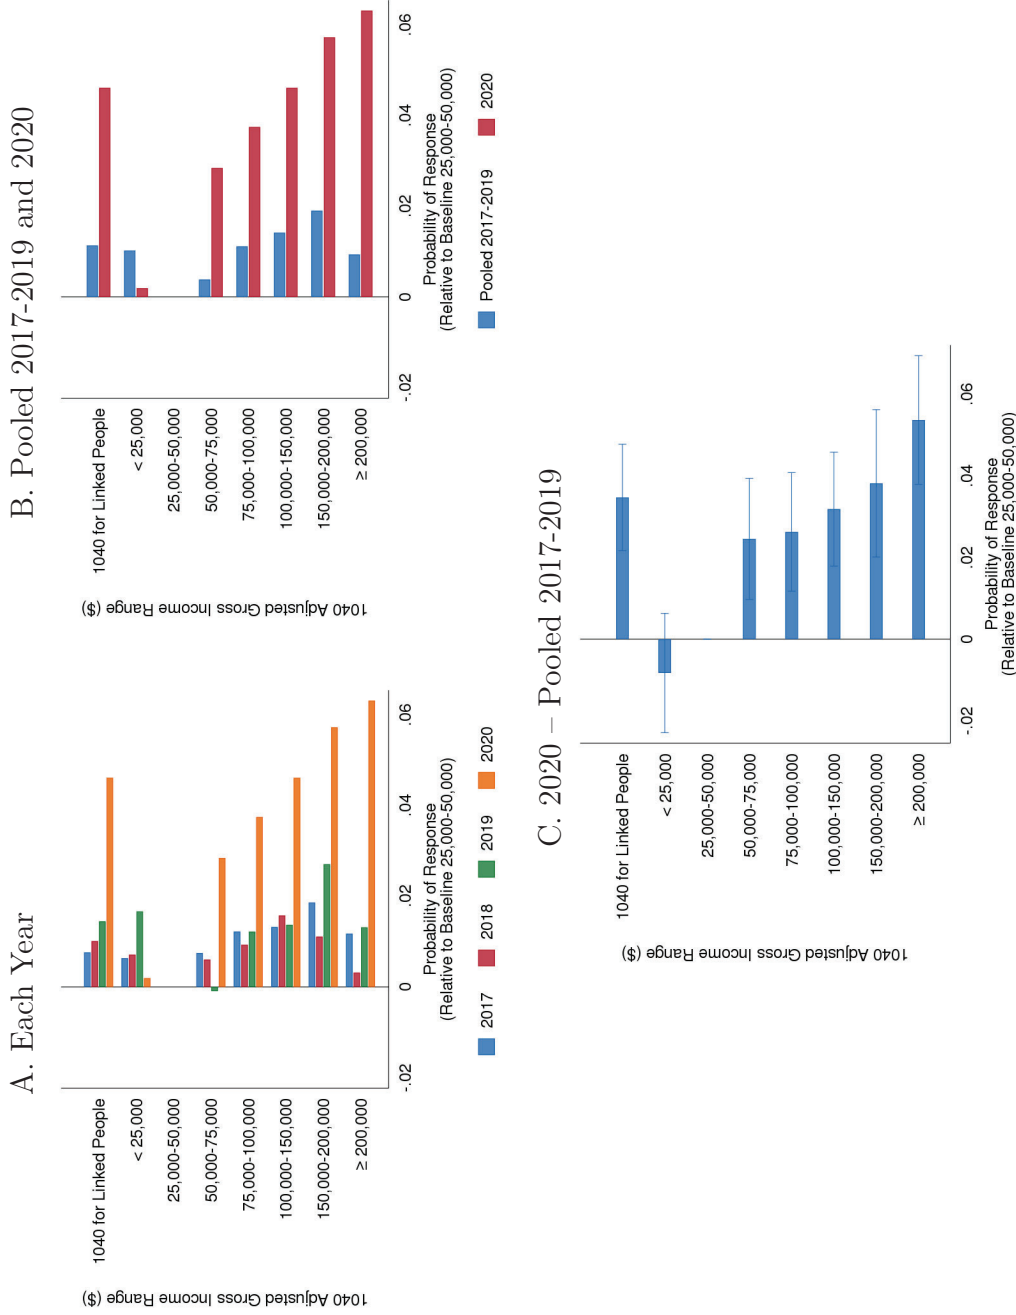 A. Each Year
1040 Adjusted Gross Income Range ($)
1040 for Linked People
< 25,000
25,000-50,000
50,000-75,000
75,000-100,000
100,000-150,000
150,000-200,000
≥ 200,000
-.02 0 .02 .04 .06
Probability of Response
(Relative to Baseline 25,000-50,000)
2017 2018 2019 2020
B. Pooled 2017-2019 and 2020
1040 Adjusted Gross Income Range ($)
1040 for Linked People
< 25,000
25,000-50,000
50,000-75,000
75,000-100,000
100,000-150,000
150,000-200,000
≥ 200,000
-.02 0 .02 .04 .06
Probability of Response
(Relative to Baseline 25,000-50,000)
Pooled 2017-2019 2020
C. 2020 – Pooled 2017-2019
1040 Adjusted Gross Income Range ($)
1040 for Linked People
< 25,000
25,000-50,000
50,000-75,000
75,000-100,000
100,000-150,000
150,000-200,000
≥ 200,000
-.02 0 .02 .04 .06
Probability of Response
(Relative to Baseline 25,000-50,000)